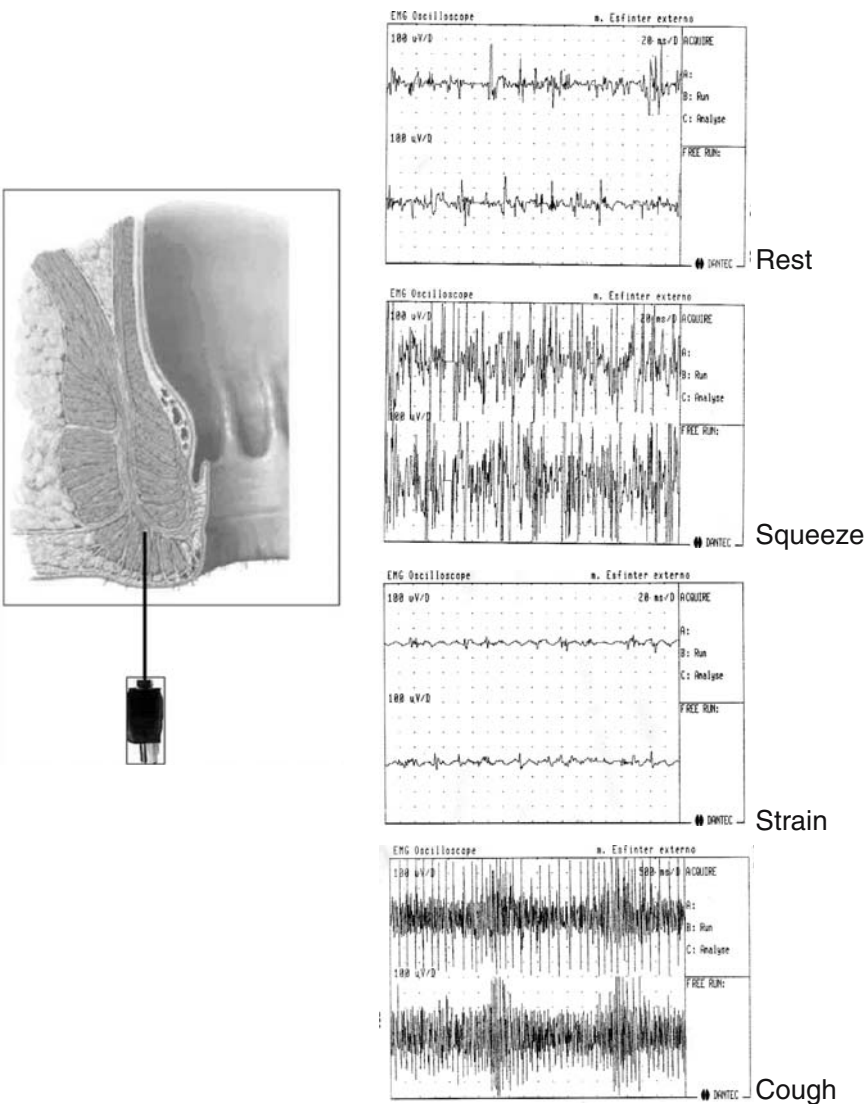 EMG Oscilloscope m. Esfinter externo
100 uV/D 20 ms/D ACQUIRE
A:
B: Run
C: Analyse
100 uV/D
FREE RUN:
DANTEC
Rest
EMG Oscilloscope m. Esfinter externo
100 uV/D 20 ms/D ACQUIRE
A:
B: Run
C: Analyse
100 uV/D
FREE RUN:
DANTEC
Squeeze
EMG Oscilloscope m. Esfinter externo
100 uV/D 20 ms/D ACQUIRE
A:
B: Run
C: Analyse
100 uV/D
FREE RUN:
DANTEC
Strain
EMG Oscilloscope m. Esfinter externo
100 uV/D 500 ms/D ACQUIRE
A:
B: Run
C: Analyse
100 uV/D
FREE RUN:
DANTEC
Cough